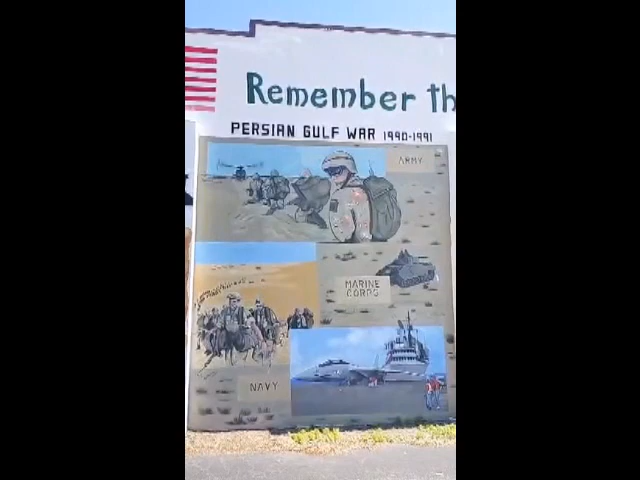 Remember th
PERSIAN GULF WAR 1990-1991
ARMY
MARINE
CORPS
NAVY